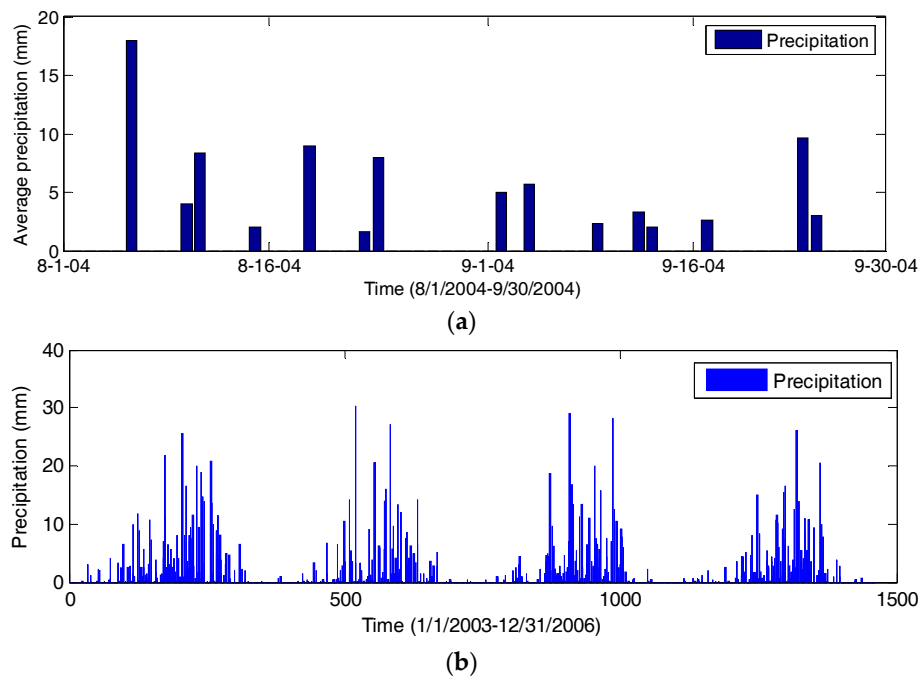 20
15
10
5
0
Average precipitation (mm)
Precipitation
8-1-04 8-16-04 9-1-04 9-16-04 9-30-04
Time (8/1/2004-9/30/2004)
(a)
40
30
20
10
0
Precipitation (mm)
Precipitation
0 500 1000 1500
Time (1/1/2003-12/31/2006)
(b)